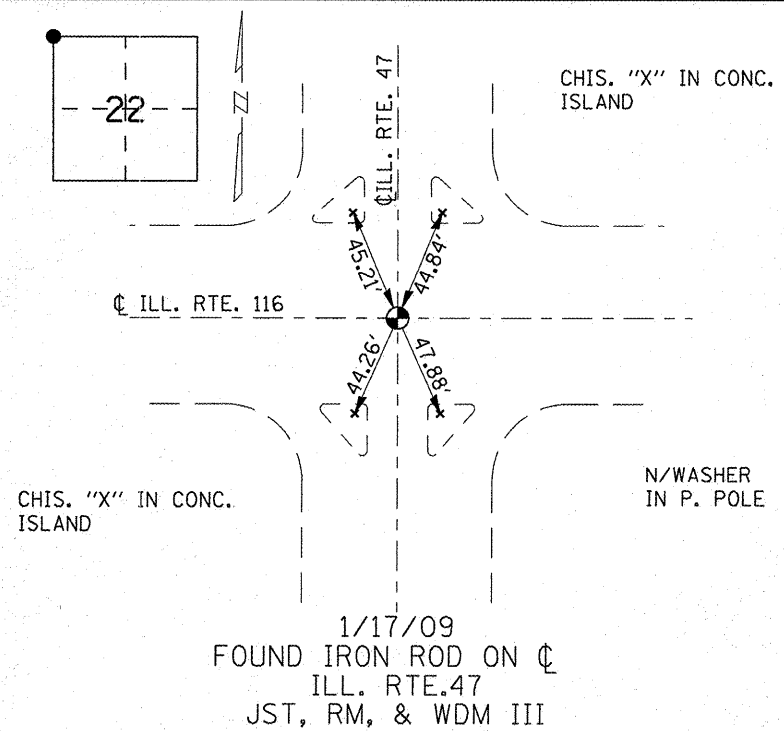 22
N
℄ ILL. RTE. 47
CHIS. "X" IN CONC.
ISLAND
45.21'
44.84'
℄ ILL. RTE. 116
44.26'
47.88'
CHIS. "X" IN CONC.
ISLAND
N/WASHER
IN P. POLE
1/17/09
FOUND IRON ROD ON ℄
ILL. RTE.47
JST, RM, & WDM III